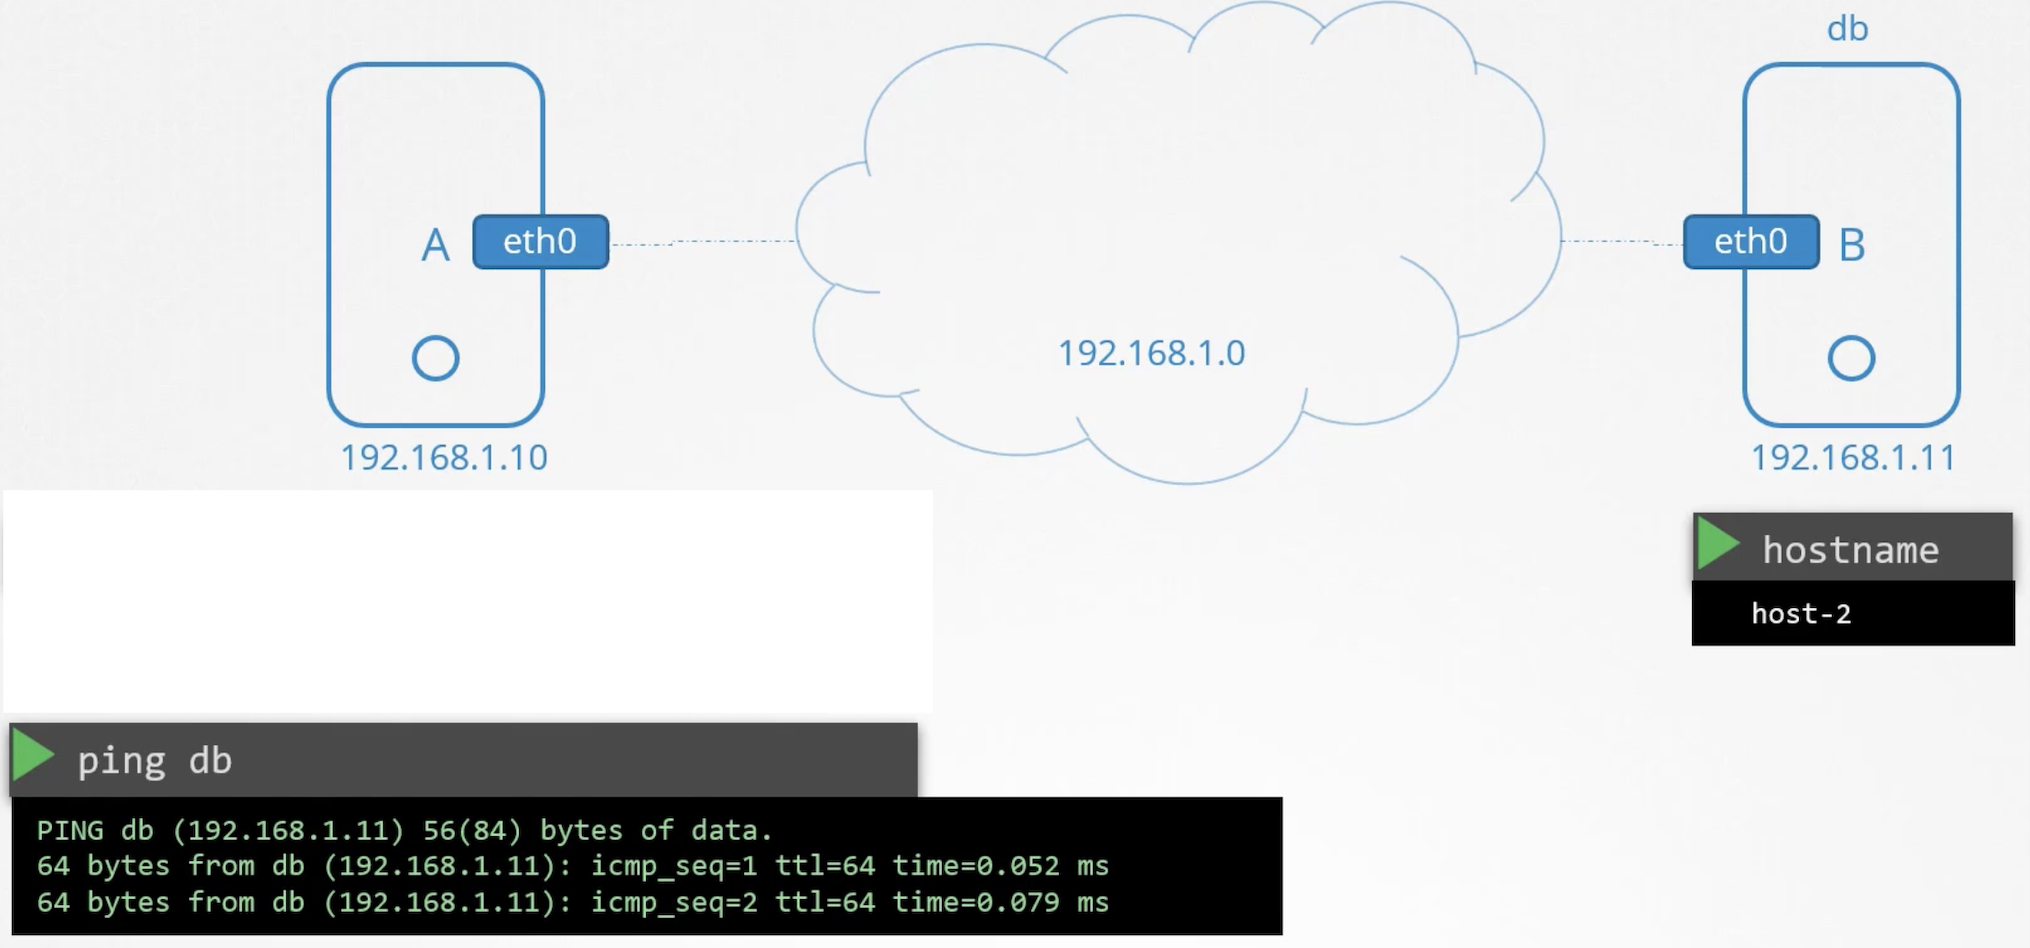 db
A
eth0
eth0
B
192.168.1.0
192.168.1.10
192.168.1.11
hostname
host-2
ping db
PING db (192.168.1.11) 56(84) bytes of data.
64 bytes from db (192.168.1.11): icmp_seq=1 ttl=64 time=0.052 ms
64 bytes from db (192.168.1.11): icmp_seq=2 ttl=64 time=0.079 ms